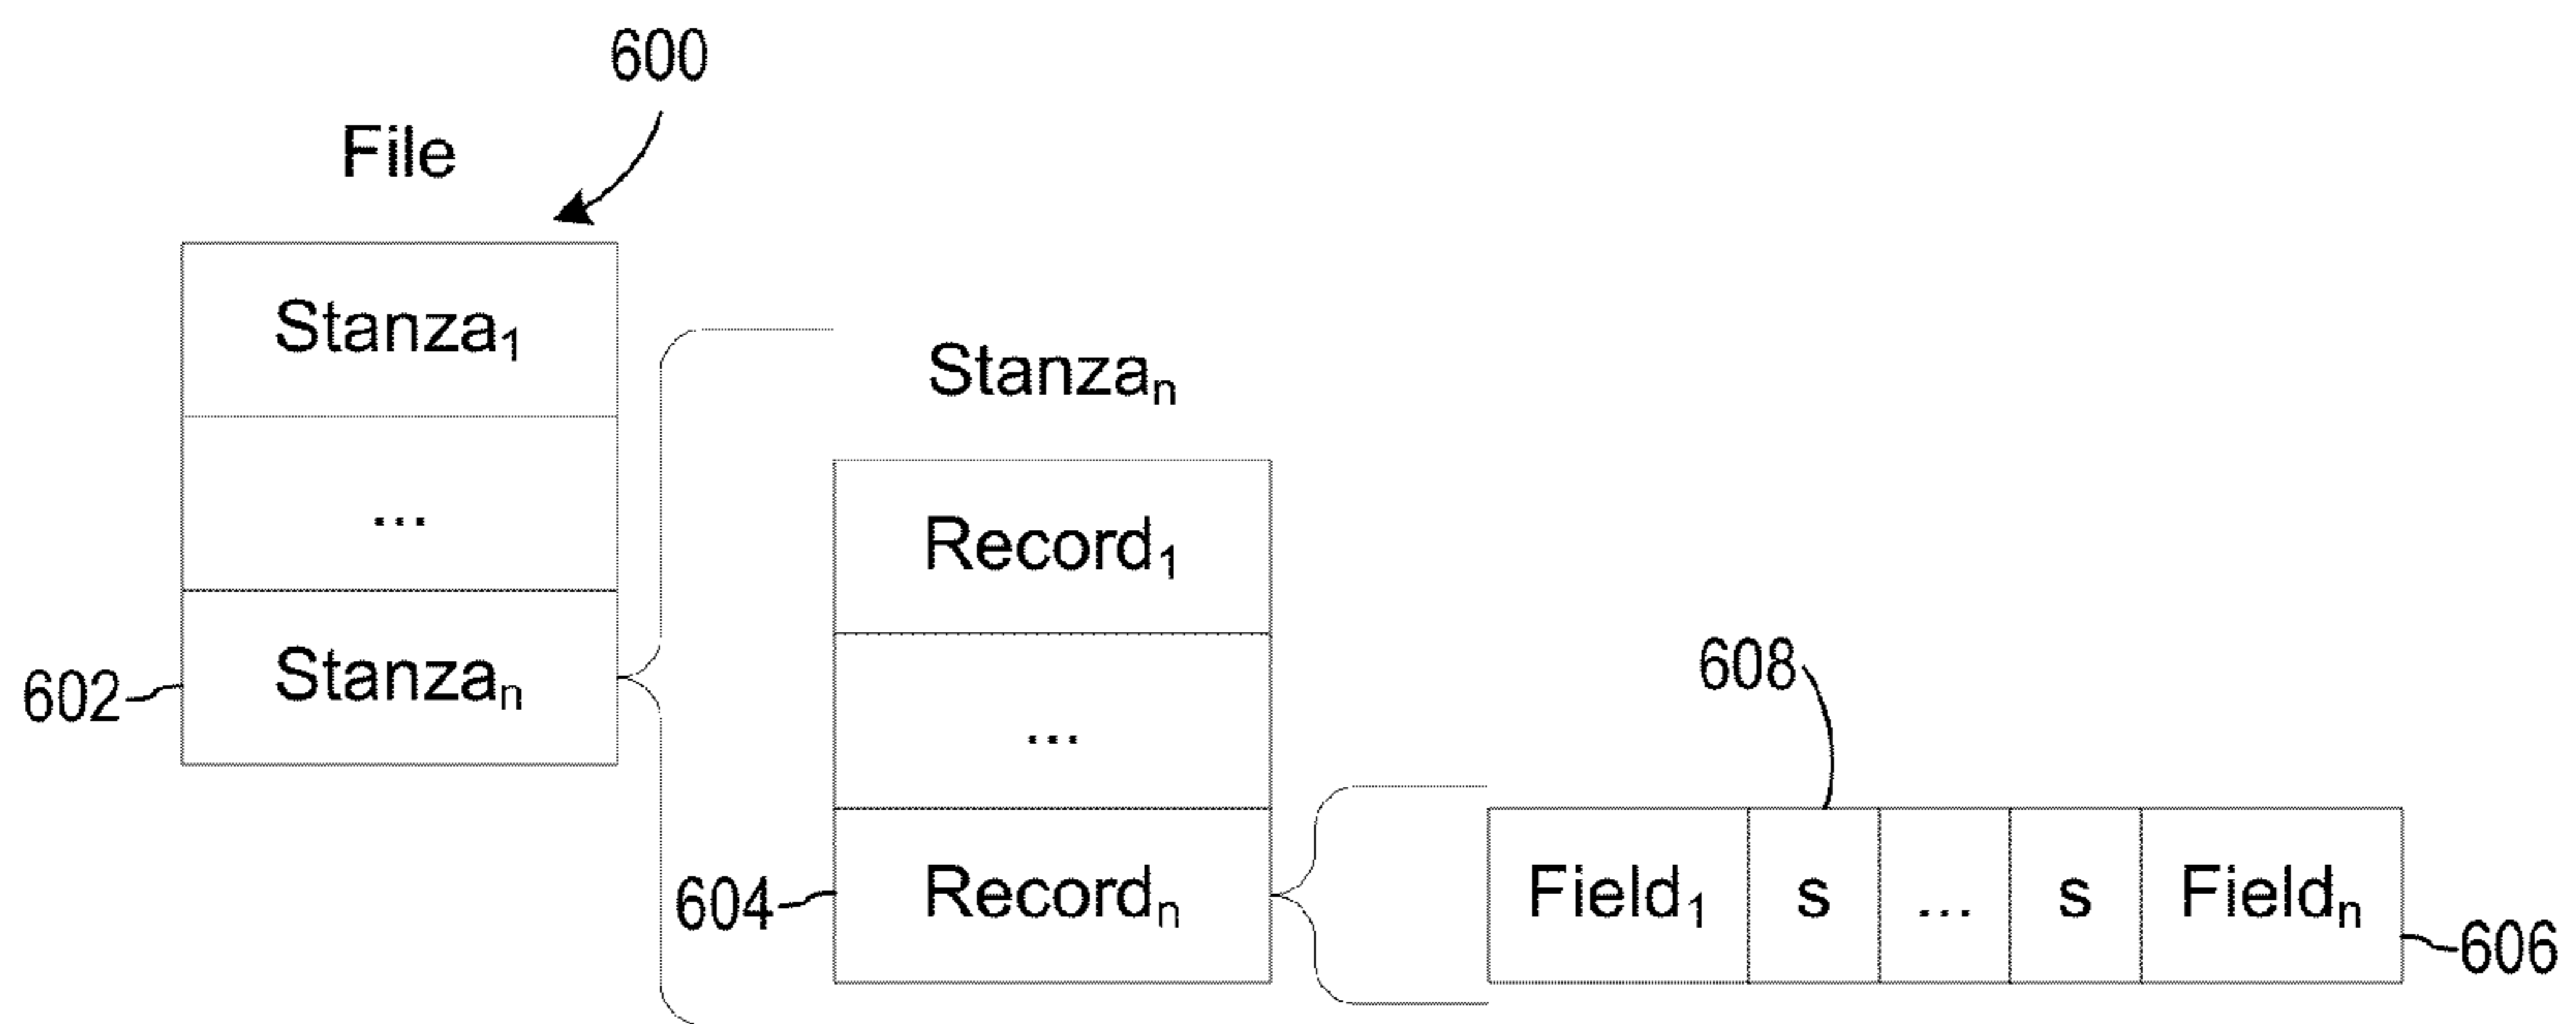 600
File
Stanza₁
...
Stanzaₙ
602
Stanzaₙ
Record₁
...
Recordₙ
604
608
Field₁ s ... s Fieldₙ
606